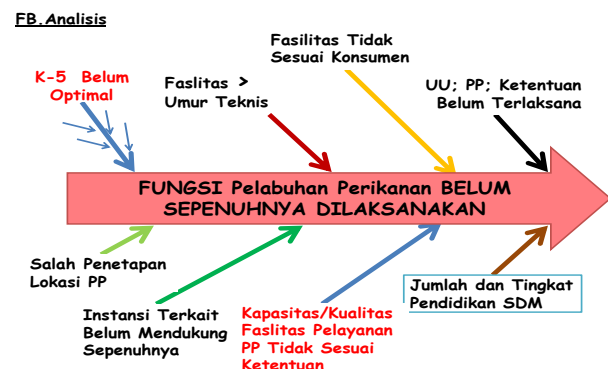 FB.Analisis
Fasilitas Tidak
Sesuai Konsumen
K-5 Belum
Optimal
Faslitas >
Umur Teknis
UU; PP; Ketentuan
Belum Terlaksana
FUNGSI Pelabuhan Perikanan BELUM
SEPENUHNYA DILAKSANAKAN
Salah Penetapan
Lokasi PP
Instansi Terkait
Belum Mendukung
Sepenuhnya
Kapasitas/Kualitas
Faslitas Pelayanan
PP Tidak Sesuai
Ketentuan
Jumlah dan Tingkat
Pendidikan SDM